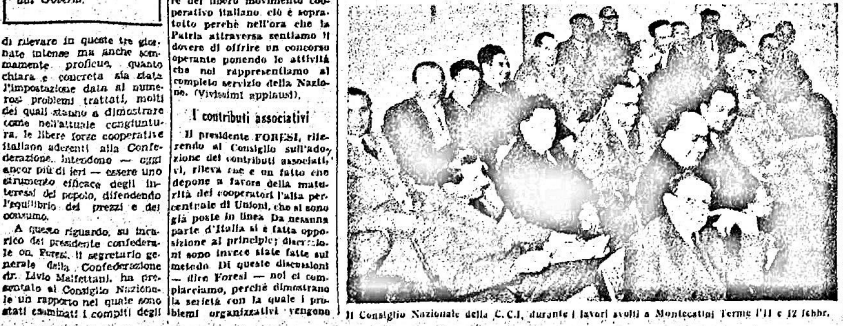 di rilevare in queste tre gior-
nate intense ma anche som-
mamente proficue, quanto
chiara e concreta sia stata
l'impostazione data ai nume-
rosi problemi trattati, molti
dei quali stanno a dimostrare
come nell'attuale congiuntu-
ra, le libere forze cooperative
italiane aderenti alla Confe-
derazione, intendono — oggi
ancor più di ieri — essere uno
strumento efficace degli in-
teressi del popolo, difendendo
l'equilibrio dei prezzi e del
consumo.
A questo riguardo, su inca-
rico del presidente confedera-
le on. Foresi, il segretario ge-
nerale della Confederazione
dr. Livio Malfettani, ha pre-
sentato al Consiglio Naziona-
le un rapporto nel quale sono
stati esaminati i compiti degli
re del libero movimento coo-
perativo italiano ciò è sopra-
tutto perchè nell'ora che la
Patria attraversa sentiamo il
dovere di offrire un concorso
operante ponendo le attività
che noi rappresentiamo al
completo servizio della Nazio-
ne. (Vivissimi applausi).
I contributi associativi
Il presidente FORESI, rife-
rendo al Consiglio sull'ado-
zione dei contributi associati-
vi, rileva che è un fatto che
depone a favore della matu-
rità dei cooperatori l'alta per-
centuale di Unioni, che si sono
già poste in linea Da nessuna
parte d'Italia si è fatta oppo-
sizione al principio; discussio-
ni sono invece state fatte sul
metodo Di queste discussioni
— dire Foresi — noi ci com-
piacciamo, perchè dimostrano
la serietà con la quale i pro-
blemi organizzativi vengono
Il Consiglio Nazionale della C.C.I. durante i lavori svolti a Montecatini Terme l'11 e 12 febbr.